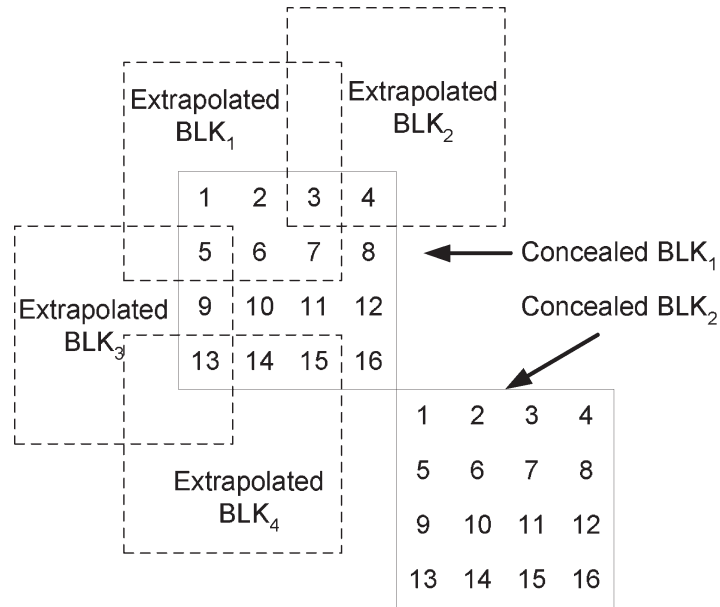 Extrapolated
BLK₁
Extrapolated
BLK₂
1 2 3 4
5 6 7 8
Concealed BLK₁
9 10 11 12
Extrapolated
BLK₃
Concealed BLK₂
13 14 15 16
Extrapolated
BLK₄
1 2 3 4
5 6 7 8
9 10 11 12
13 14 15 16